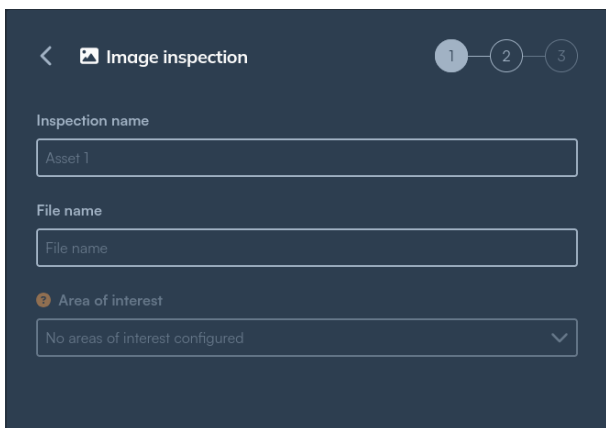 Image inspection
1 2 3
Inspection name
Asset 1
File name
File name
? Area of interest
No areas of interest configured